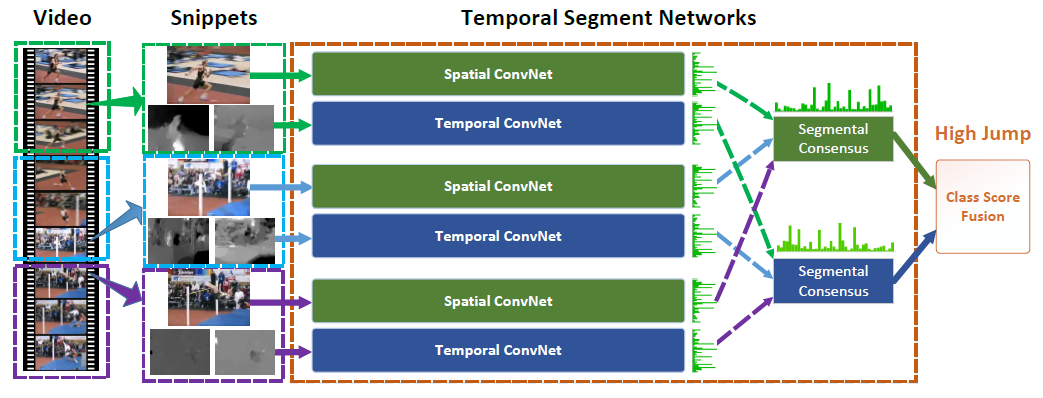 Video
Snippets
Temporal Segment Networks
Spatial ConvNet
Temporal ConvNet
Spatial ConvNet
Temporal ConvNet
Spatial ConvNet
Temporal ConvNet
Segmental
Consensus
Segmental
Consensus
High Jump
Class Score
Fusion